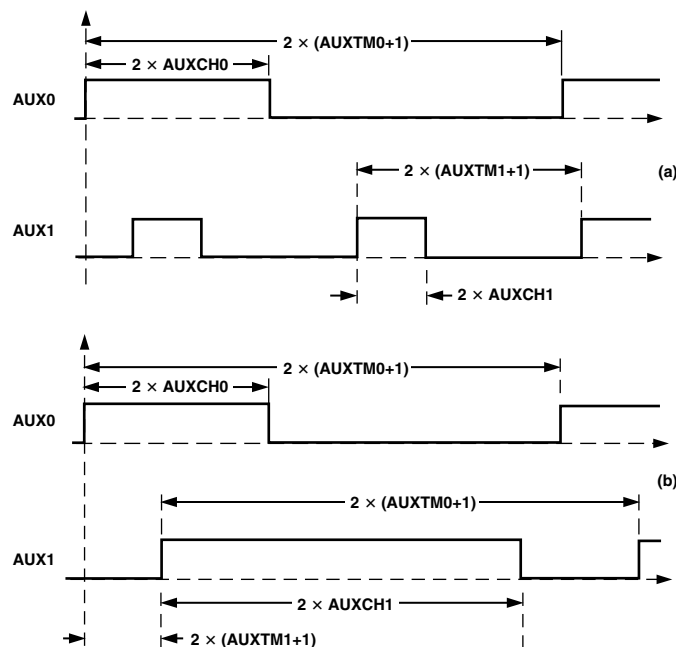 2 × (AUXTM0+1)
2 × AUXCH0
AUX0
2 × (AUXTM1+1)
(a)
AUX1
2 × AUXCH1
2 × (AUXTM0+1)
2 × AUXCH0
AUX0
(b)
2 × (AUXTM0+1)
AUX1
2 × AUXCH1
2 × (AUXTM1+1)